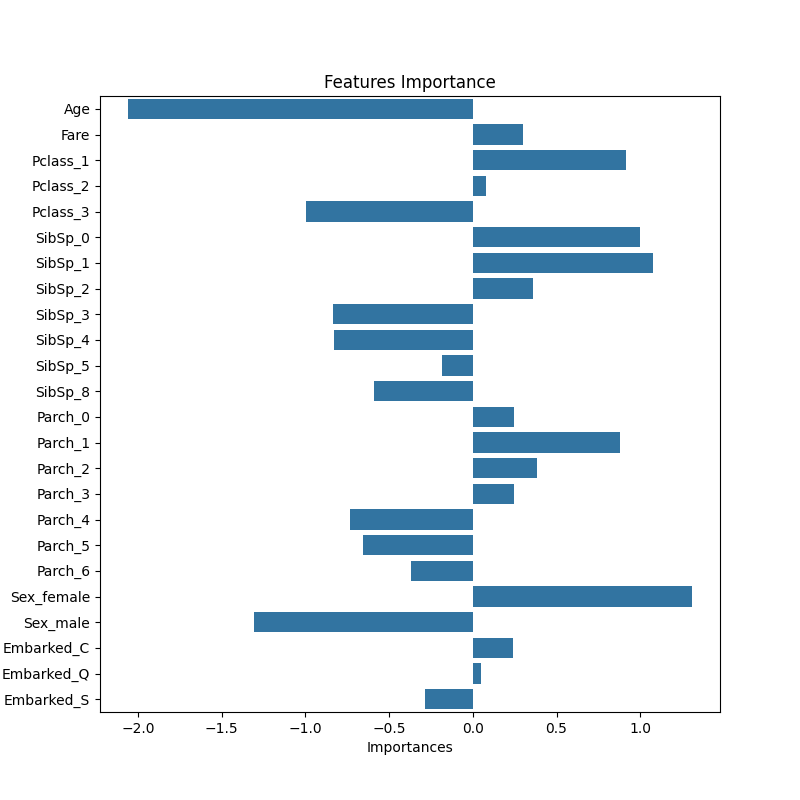 Features Importance
Age
Fare
Pclass_1
Pclass_2
Pclass_3
SibSp_0
SibSp_1
SibSp_2
SibSp_3
SibSp_4
SibSp_5
SibSp_8
Parch_0
Parch_1
Parch_2
Parch_3
Parch_4
Parch_5
Parch_6
Sex_female
Sex_male
Embarked_C
Embarked_Q
Embarked_S
−2.0 −1.5 −1.0 −0.5 0.0 0.5 1.0
Importances